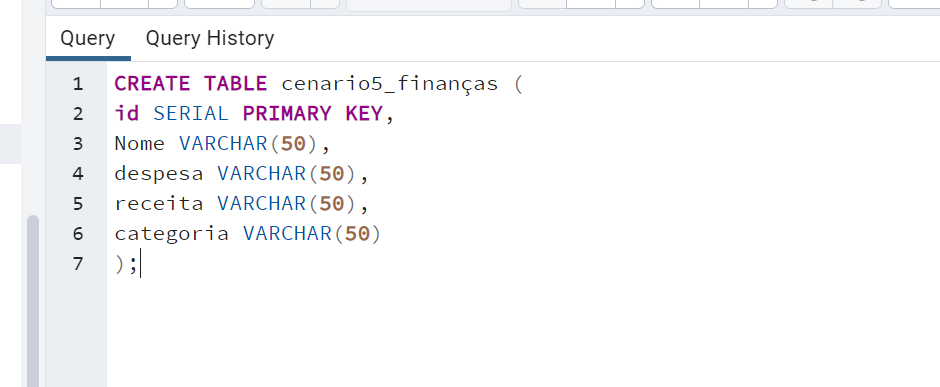 Query Query History
1 CREATE TABLE cenario5_finanças (
2 id SERIAL PRIMARY KEY,
3 Nome VARCHAR(50),
4 despesa VARCHAR(50),
5 receita VARCHAR(50),
6 categoria VARCHAR(50)
7 );